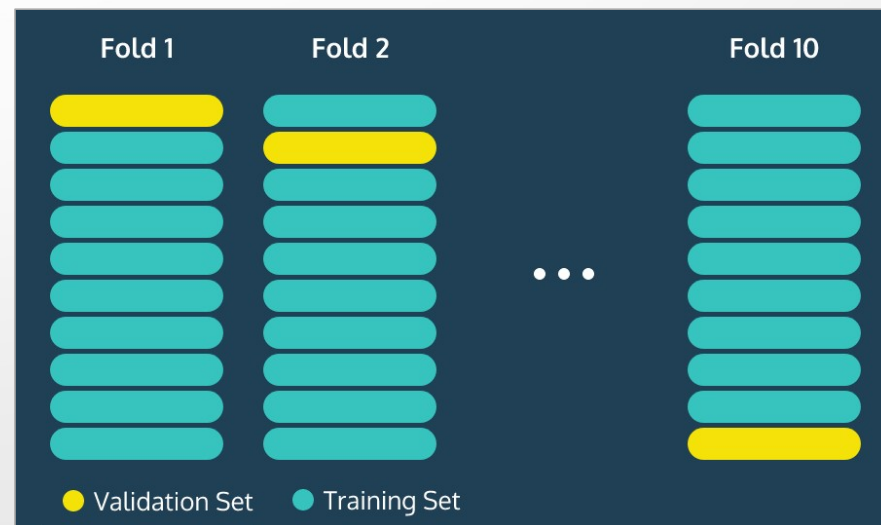 Fold 1
Fold 2
Fold 10
Validation Set
Training Set